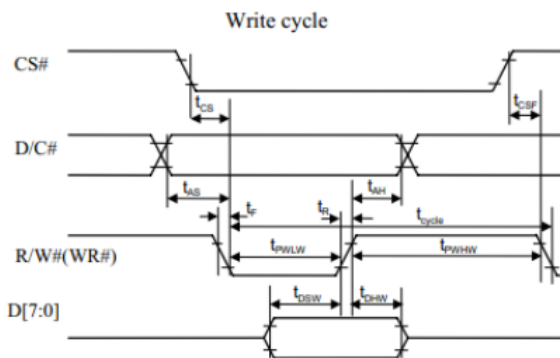 Write cycle
CS#
tCS
tCSF
D/C#
tAS
tAH
tF
tR
tcycle
R/W#(WR#)
tPWLW
tPWHW
D[7:0]
tDSW
tDHW